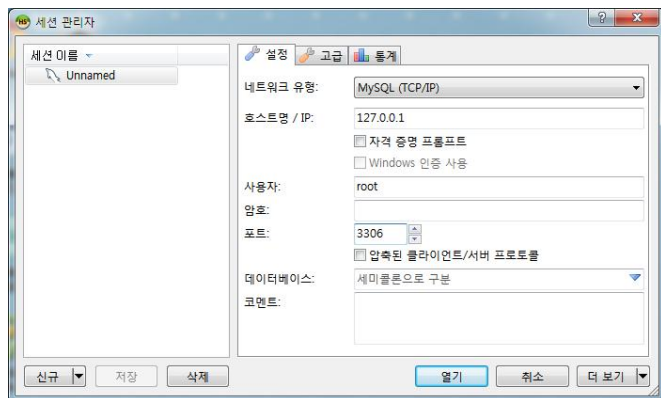 세션 관리자
세션 이름
Unnamed
설정 고급 통계
네트워크 유형: MySQL (TCP/IP)
호스트명 / IP: 127.0.0.1
자격 증명 프롬프트
Windows 인증 사용
사용자: root
암호:
포트: 3306
압축된 클라이언트/서버 프로토콜
데이터베이스: 세미콜론으로 구분
코멘트:
신규 저장 삭제 열기 취소 더 보기